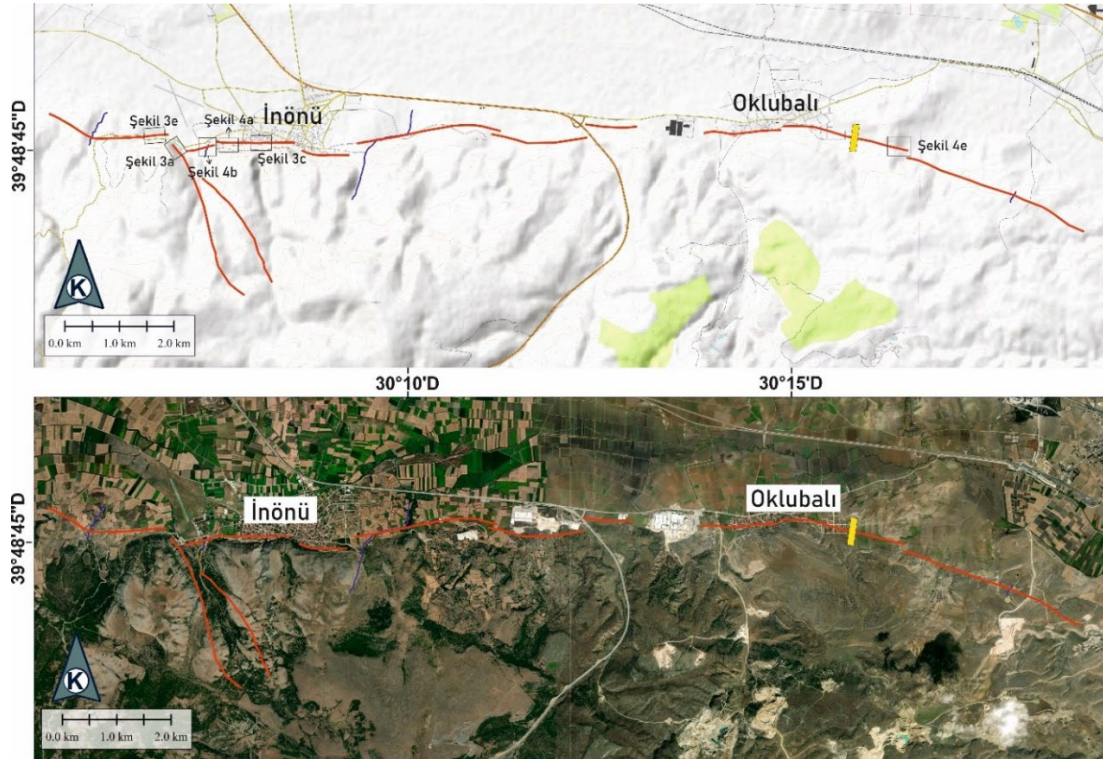 İnönü
Oklubalı
Şekil 3e
Şekil 4a
Şekil 3a
Şekil 4b
Şekil 3c
Şekil 4e
39°48'45"D
K
0.0 km 1.0 km 2.0 km
30°10'D
30°15'D
İnönü
Oklubalı
39°48'45"D
K
0.0 km 1.0 km 2.0 km